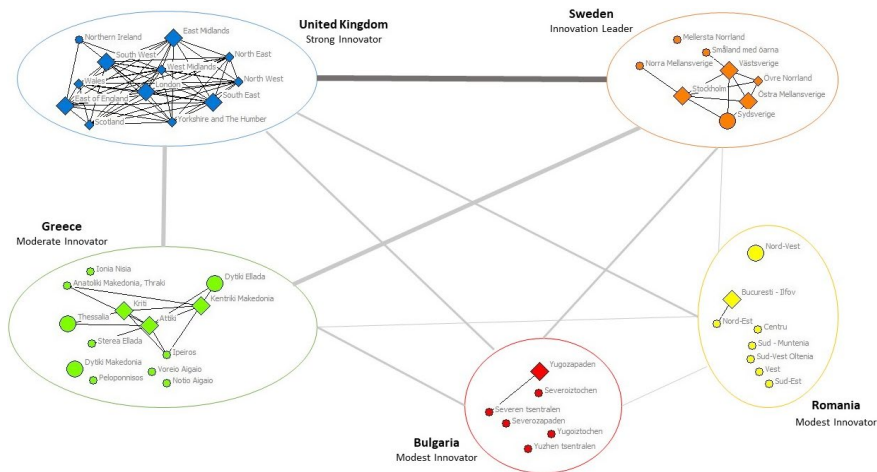 United Kingdom
Strong Innovator
Northern Ireland
East Midlands
South West
North East
West Midlands
Wales
North West
London
East of England
South East
Scotland
Yorkshire and The Humber
Sweden
Innovation Leader
Mellersta Norrland
Småland med öarna
Norra Mellansverige
Västsverige
Övre Norrland
Stockholm
Östra Mellansverige
Sydsverige
Greece
Moderate Innovator
Ionia Nisia
Anatoliki Makedonia, Thraki
Dytiki Ellada
Kriti
Kentriki Makedonia
Thessalia
Attiki
Sterea Ellada
Ipeiros
Dytiki Makedonia
Voreio Aigaio
Peloponnisos
Notio Aigaio
Yugozapaden
Severoiztochen
Severen tsentralen
Severozapaden
Yugoiztochen
Yuzhen tsentralen
Bulgaria
Modest Innovator
Nord-Vest
Bucuresti - Ilfov
Nord-Est
Centru
Sud - Muntenia
Sud-Vest Oltenia
Vest
Sud-Est
Romania
Modest Innovator